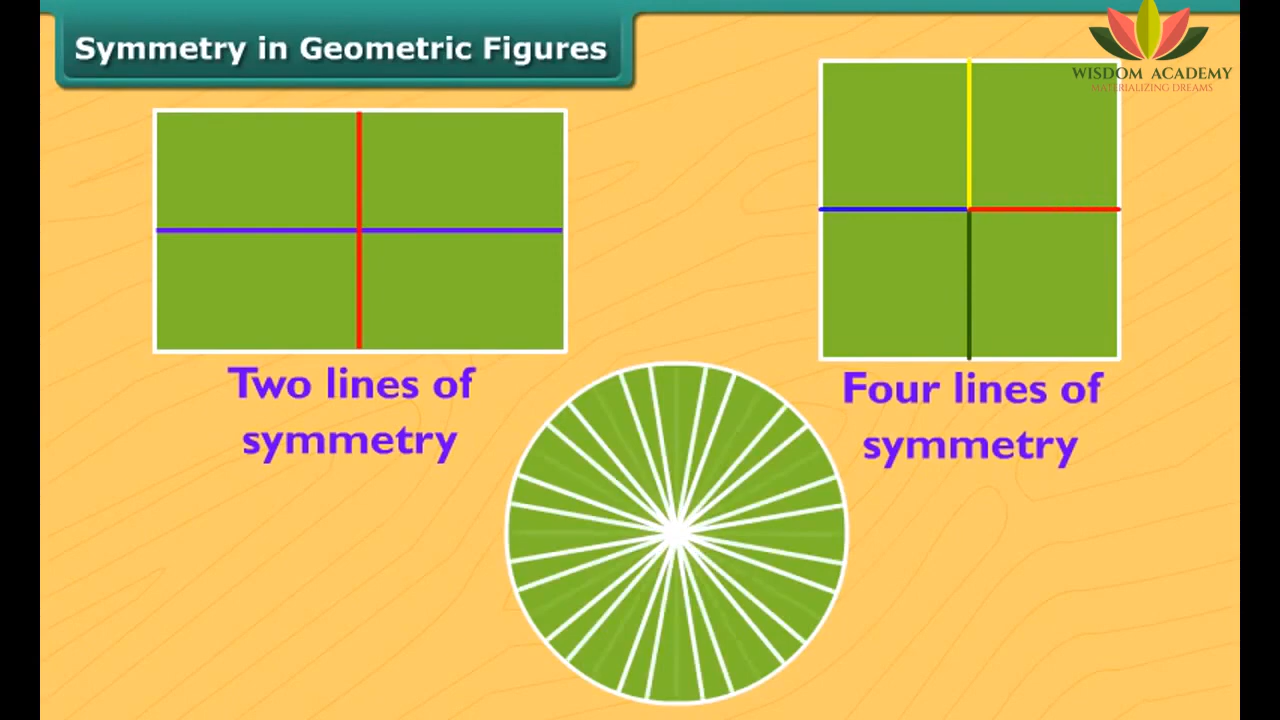 Symmetry in Geometric Figures
WISDOM ACADEMY
MATERIALIZING DREAMS
Two lines of
symmetry
Four lines of
symmetry